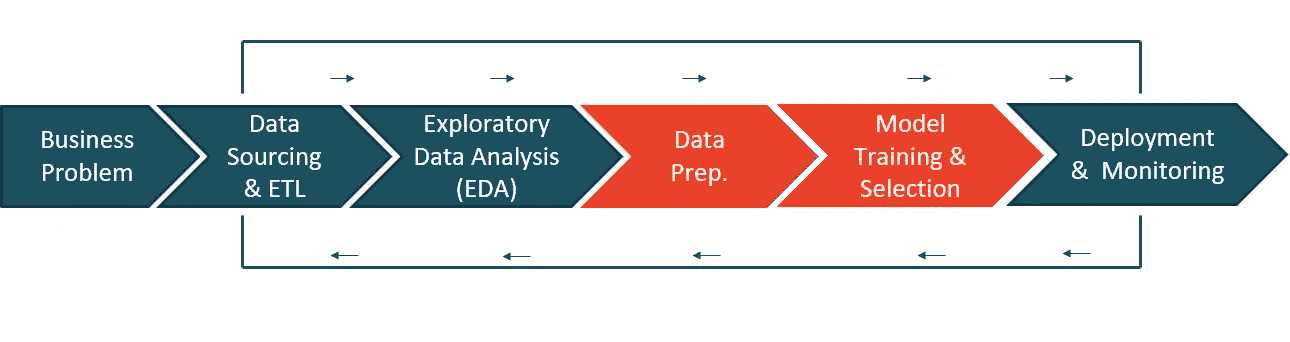 Business
Problem
Data
Sourcing
& ETL
Exploratory
Data Analysis
(EDA)
Data
Prep.
Model
Training &
Selection
Deployment
& Monitoring